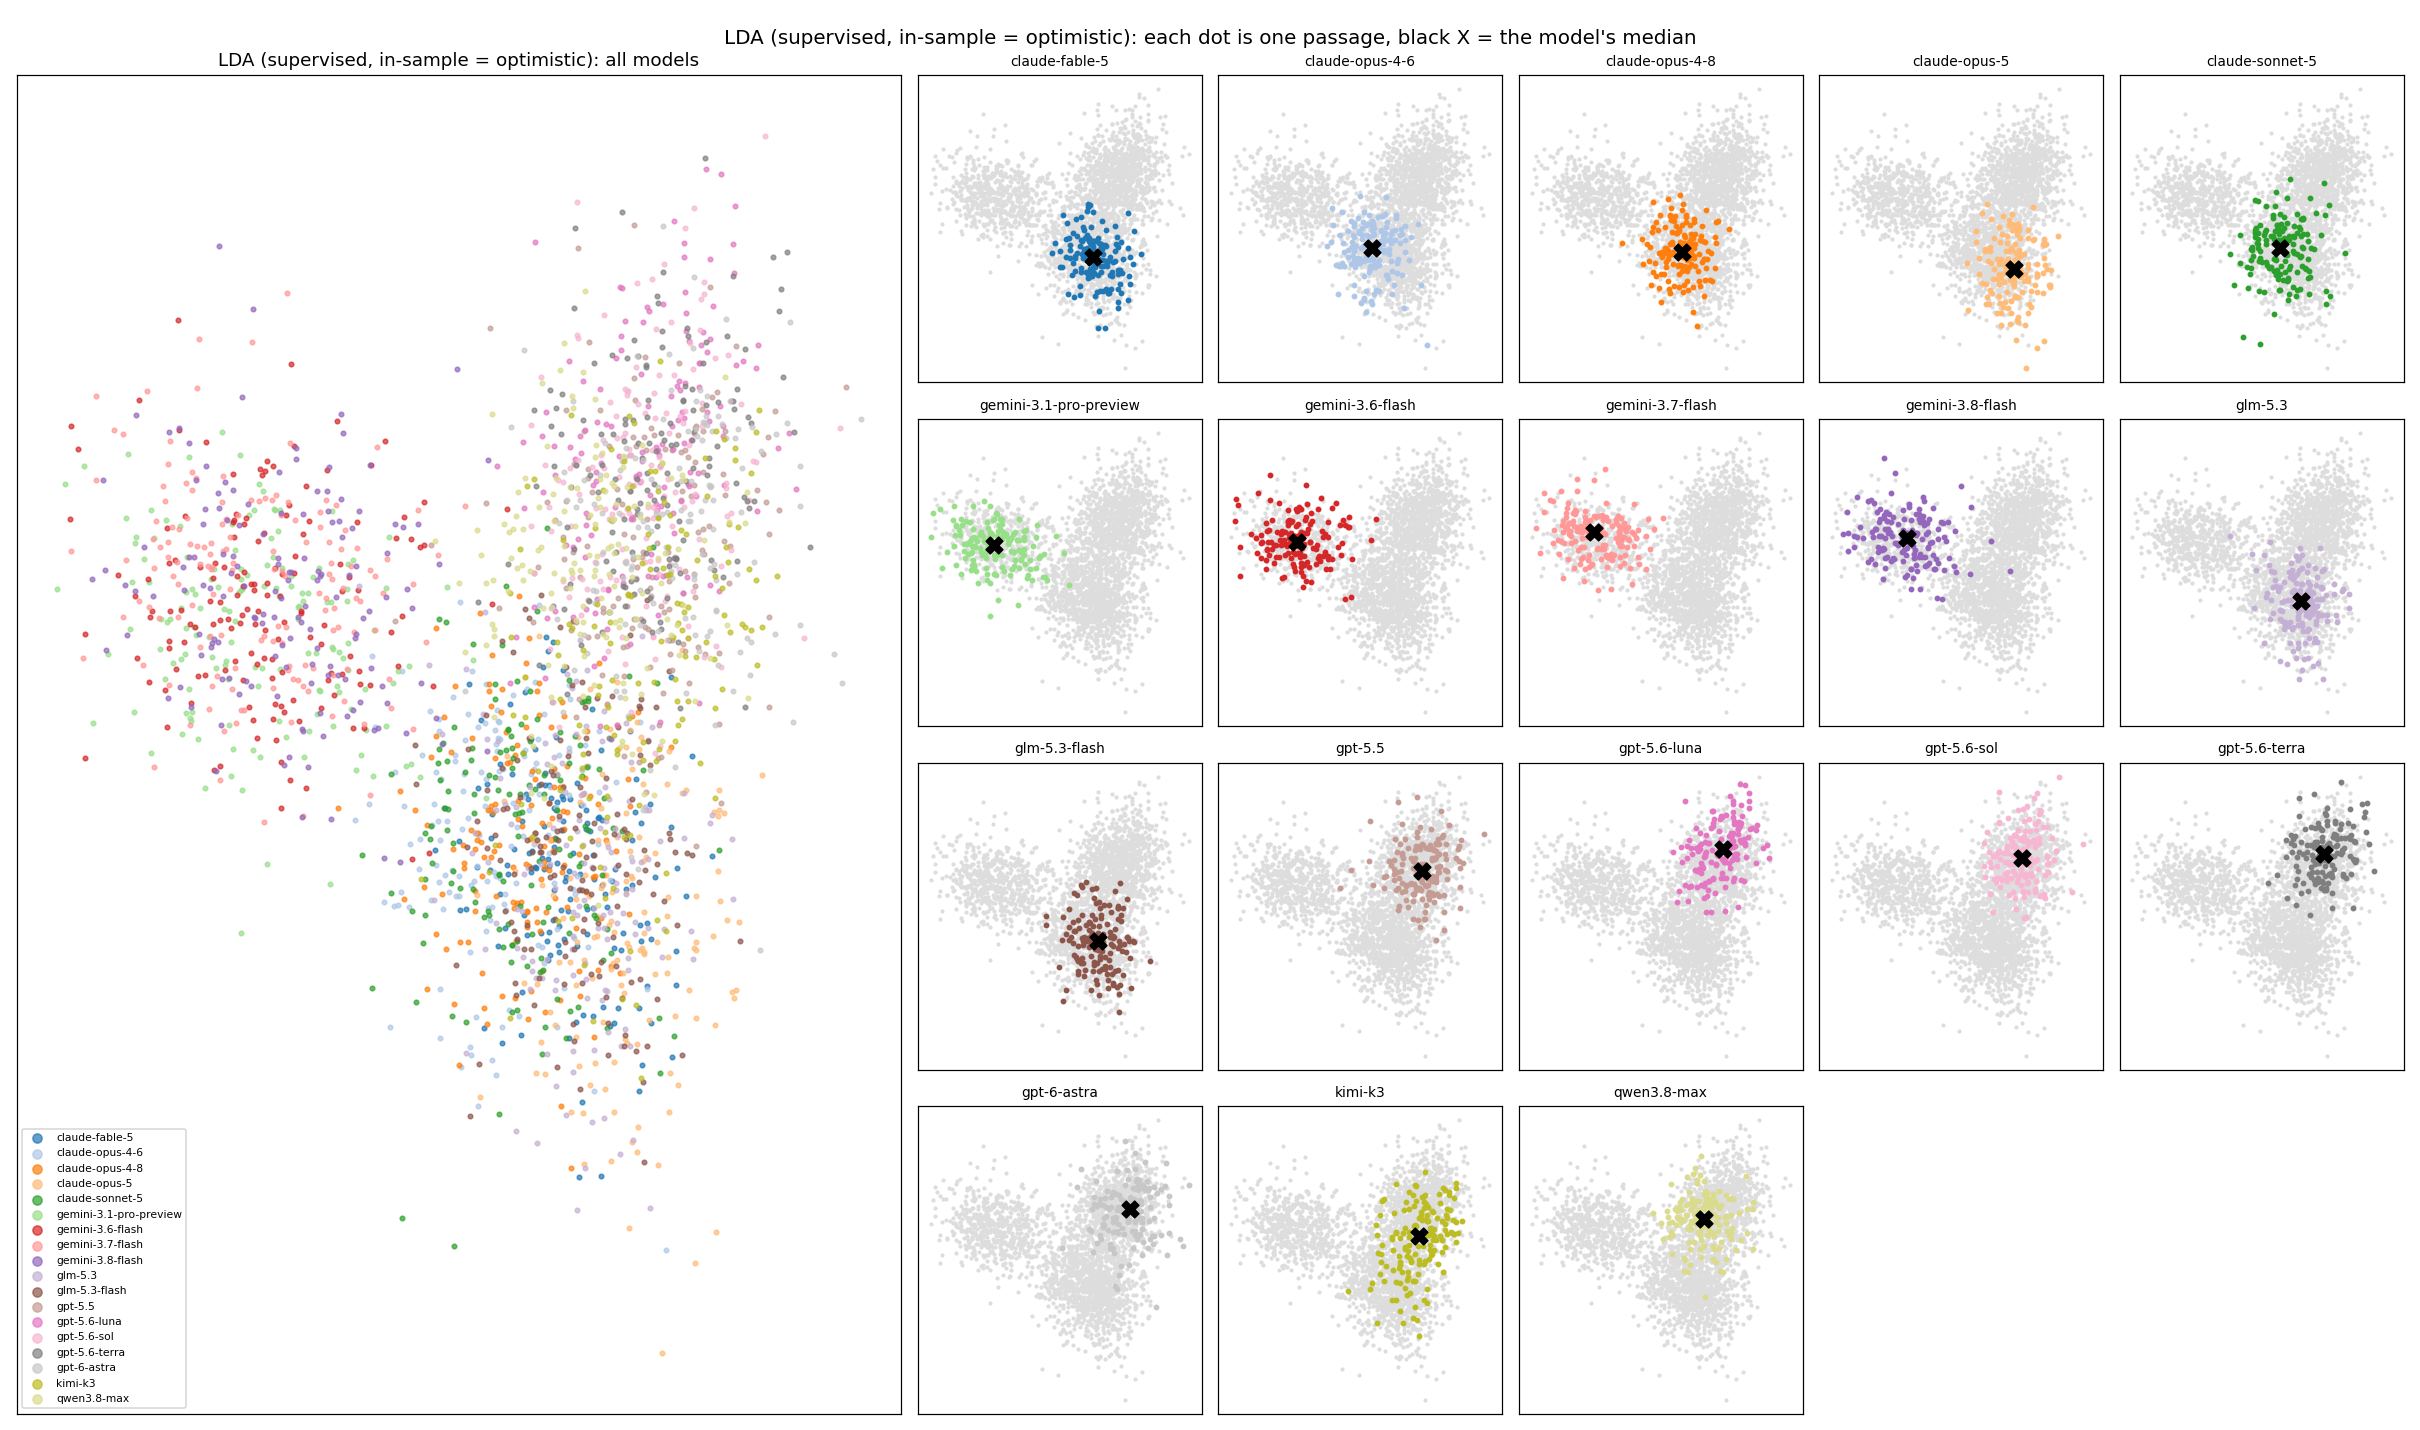 LDA (supervised, in-sample = optimistic): each dot is one passage, black X = the model's median
LDA (supervised, in-sample = optimistic): all models
claude-fable-5
claude-opus-4-6
claude-opus-4-8
claude-opus-5
claude-sonnet-5
gemini-3.1-pro-preview
gemini-3.6-flash
gemini-3.7-flash
gemini-3.8-flash
glm-5.3
glm-5.3-flash
gpt-5.5
gpt-5.6-luna
gpt-5.6-sol
gpt-5.6-terra
gpt-6-astra
kimi-k3
qwen3.8-max
claude-fable-5
claude-opus-4-6
claude-opus-4-8
claude-opus-5
claude-sonnet-5
gemini-3.1-pro-preview
gemini-3.6-flash
gemini-3.7-flash
gemini-3.8-flash
glm-5.3
glm-5.3-flash
gpt-5.5
gpt-5.6-luna
gpt-5.6-sol
gpt-5.6-terra
gpt-6-astra
kimi-k3
qwen3.8-max